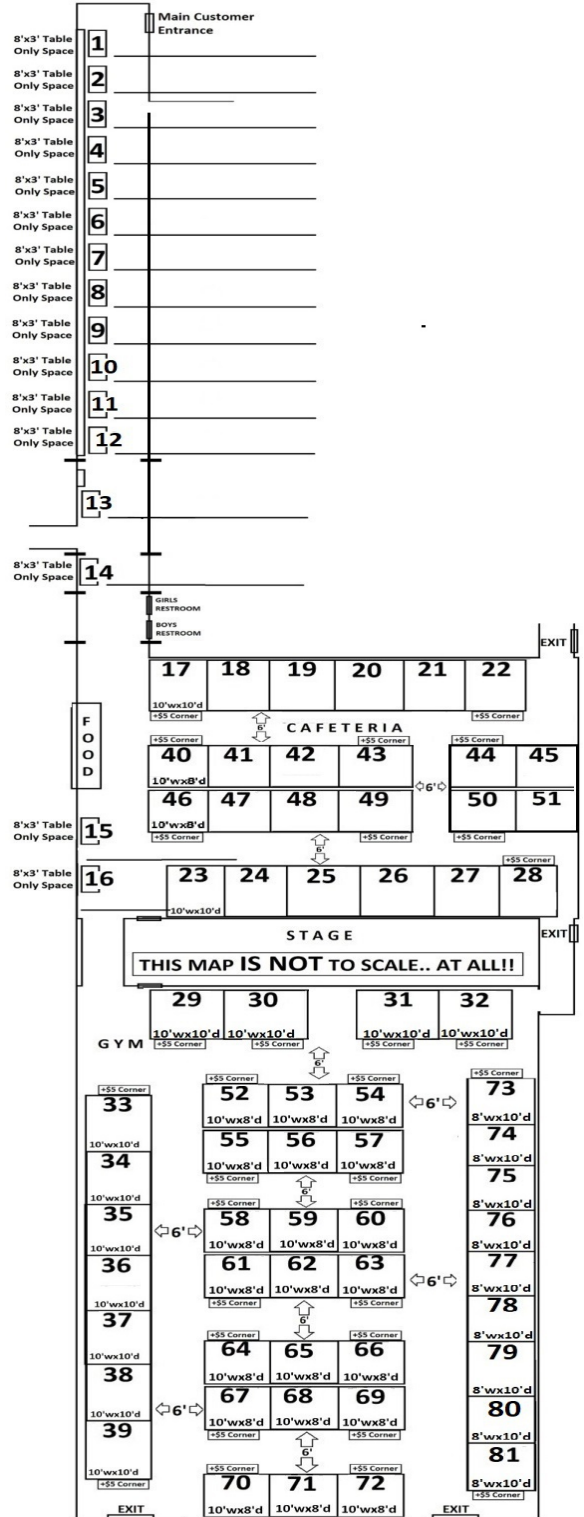 Main Customer
Entrance
8'x3' Table
Only Space
1
8'x3' Table
Only Space
2
8'x3' Table
Only Space
3
8'x3' Table
Only Space
4
8'x3' Table
Only Space
5
8'x3' Table
Only Space
6
8'x3' Table
Only Space
7
8'x3' Table
Only Space
8
8'x3' Table
Only Space
9
8'x3' Table
Only Space
10
8'x3' Table
Only Space
11
8'x3' Table
Only Space
12
13
8'x3' Table
Only Space
14
GIRLS
RESTROOM
BOYS
RESTROOM
EXIT
17 18 19 20 21 22
10'wx10'd
+$5 Corner +$5 Corner
6'
FOOD
CAFETERIA
+$5 Corner +$5 Corner +$5 Corner
40 41 42 43 44 45
10'wx8'd
6'
46 47 48 49 50 51
10'wx8'd
+$5 Corner +$5 Corner +$5 Corner
8'x3' Table
Only Space
15
6'
+$5 Corner
8'x3' Table
Only Space
16
23 24 25 26 27 28
10'wx10'd
STAGE
EXIT
THIS MAP IS NOT TO SCALE.. AT ALL!!
29 30 31 32
10'wx10'd 10'wx10'd 10'wx10'd 10'wx10'd
+$5 Corner +$5 Corner +$5 Corner +$5 Corner
GYM
6'
+$5 Corner
33
10'wx10'd
34
10'wx10'd
35
10'wx10'd
36
10'wx10'd
37
10'wx10'd
38
10'wx10'd
39
10'wx10'd
+$5 Corner
6'
6'
+$5 Corner +$5 Corner
52 53 54
10'wx8'd 10'wx8'd 10'wx8'd
6'
55 56 57
10'wx8'd 10'wx8'd 10'wx8'd
+$5 Corner +$5 Corner
6'
+$5 Corner +$5 Corner
58 59 60
10'wx8'd 10'wx8'd 10'wx8'd
61 62 63
10'wx8'd 10'wx8'd 10'wx8'd
6'
+$5 Corner +$5 Corner
6'
+$5 Corner +$5 Corner
64 65 66
10'wx8'd 10'wx8'd 10'wx8'd
67 68 69
10'wx8'd 10'wx8'd 10'wx8'd
+$5 Corner +$5 Corner
6'
+$5 Corner +$5 Corner
70 71 72
10'wx8'd 10'wx8'd 10'wx8'd
+$5 Corner
73
8'wx10'd
74
8'wx10'd
75
8'wx10'd
76
8'wx10'd
77
8'wx10'd
78
8'wx10'd
79
8'wx10'd
80
8'wx10'd
81
8'wx10'd
+$5 Corner
EXIT EXIT